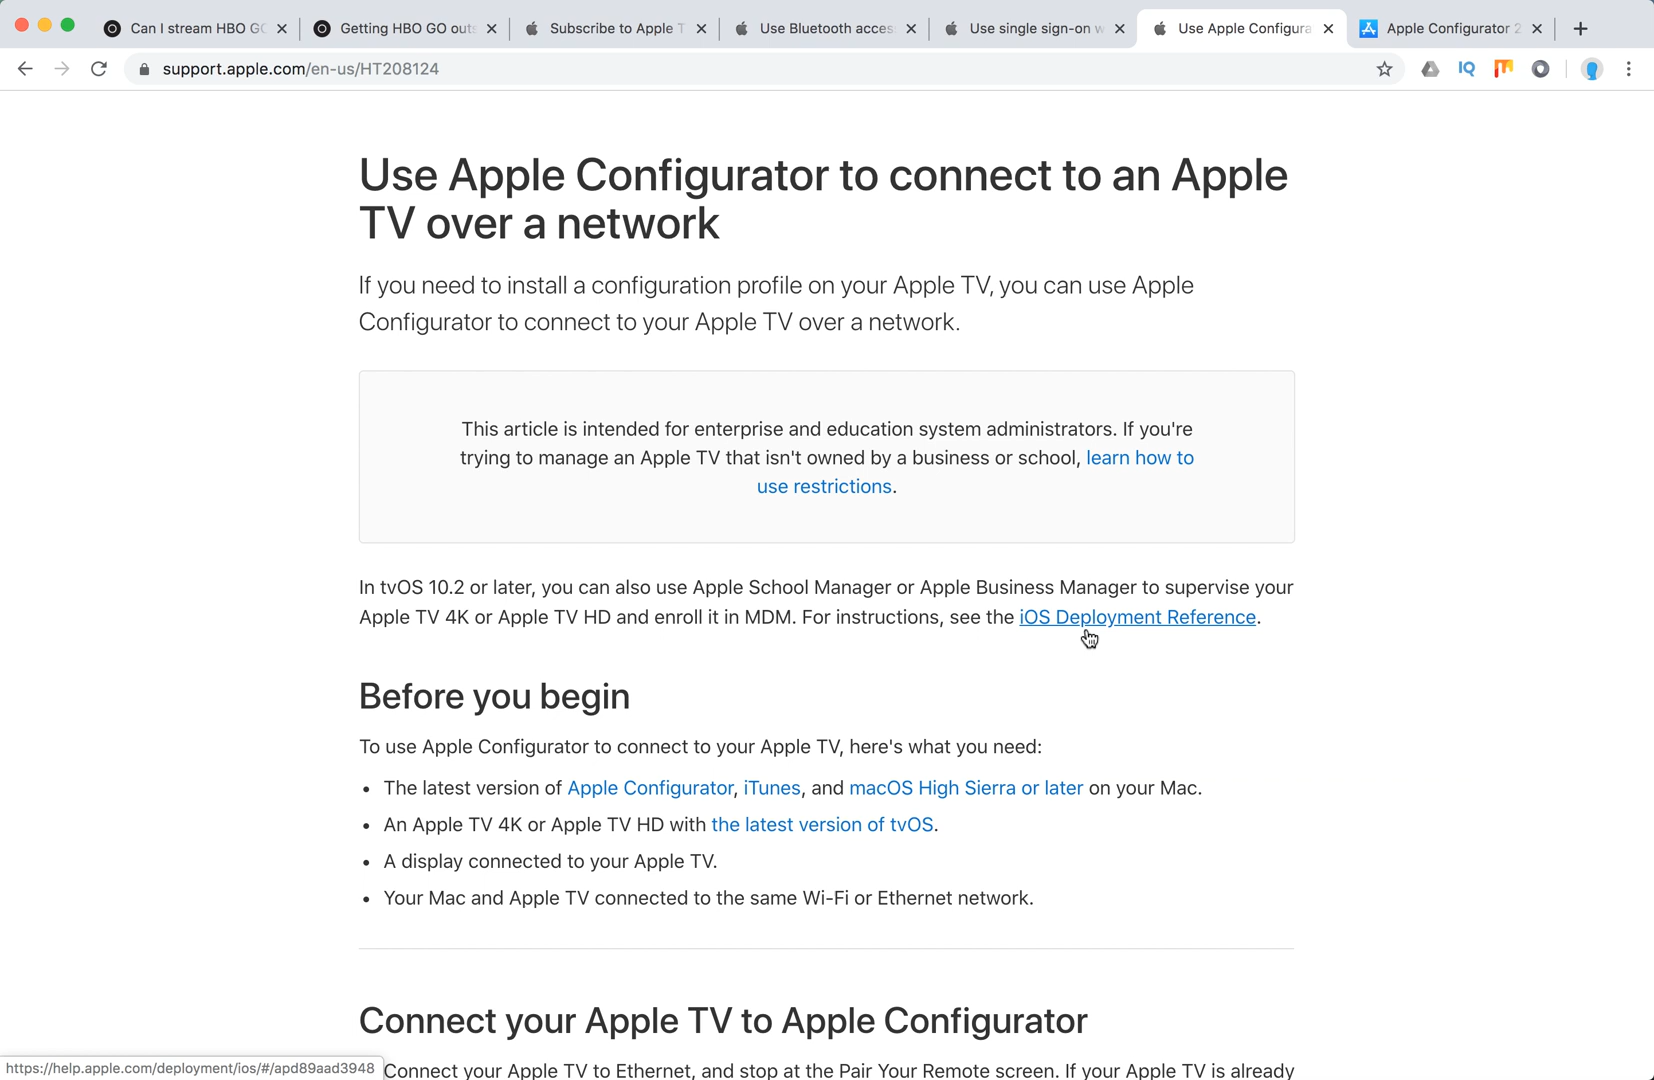 Can I stream HBO GO
Getting HBO GO outs
Subscribe to Apple T
Use Bluetooth acces
Use single sign-on w
Use Apple Configura
Apple Configurator 2
support.apple.com/en-us/HT208124
IQ
Use Apple Configurator to connect to an Apple
TV over a network
If you need to install a configuration profile on your Apple TV, you can use Apple
Configurator to connect to your Apple TV over a network.
This article is intended for enterprise and education system administrators. If you're
trying to manage an Apple TV that isn't owned by a business or school, learn how to
use restrictions.
In tvOS 10.2 or later, you can also use Apple School Manager or Apple Business Manager to supervise your
Apple TV 4K or Apple TV HD and enroll it in MDM. For instructions, see the iOS Deployment Reference.
Before you begin
To use Apple Configurator to connect to your Apple TV, here's what you need:
• The latest version of Apple Configurator, iTunes, and macOS High Sierra or later on your Mac.
• An Apple TV 4K or Apple TV HD with the latest version of tvOS.
• A display connected to your Apple TV.
• Your Mac and Apple TV connected to the same Wi-Fi or Ethernet network.
Connect your Apple TV to Apple Configurator
Connect your Apple TV to Ethernet, and stop at the Pair Your Remote screen. If your Apple TV is already
https://help.apple.com/deployment/ios/#/apd89aad3948